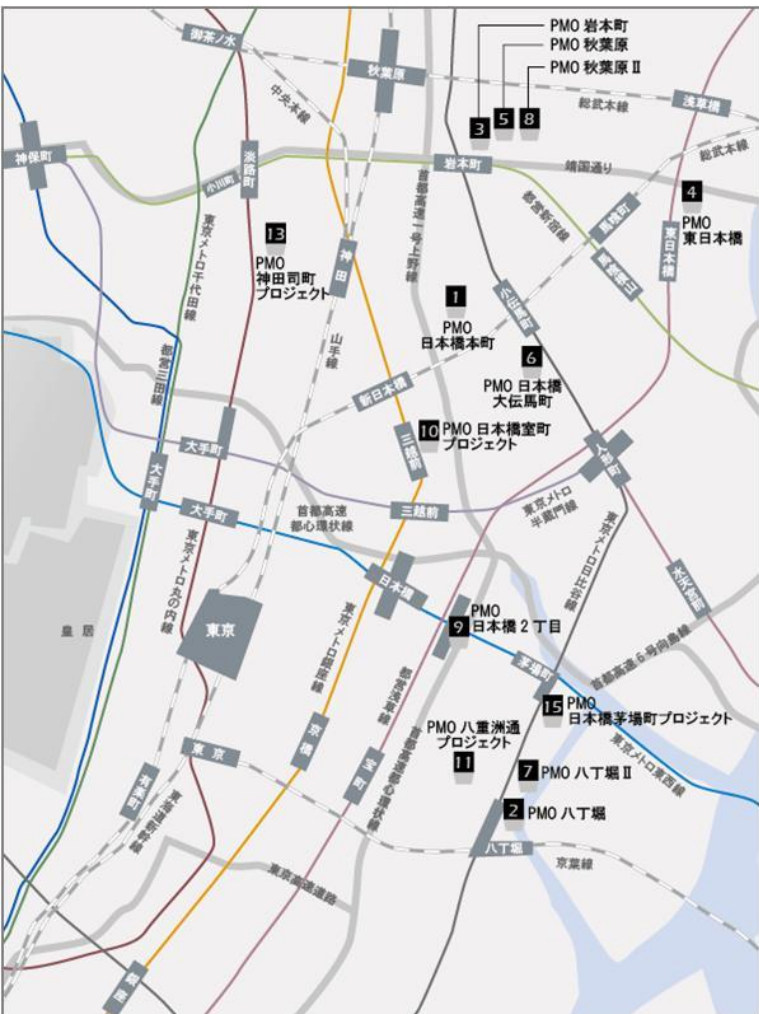 PMO 岩本町
PMO 秋葉原
PMO 秋葉原Ⅱ
御茶ノ水
秋葉原
3
5
8
総武本線
浅草橋
中央本線
神保町
淡路町
小川町
岩本町
靖国通り
総武本線
首都高速一号上野線
都営新宿線
馬喰町
4
PMO
東日本橋
東日本橋
東京メトロ千代田線
13
PMO
神田司町
プロジェクト
神田
馬喰横山
1
PMO
日本橋本町
小伝馬町
山手線
都営三田線
6
PMO 日本橋
大伝馬町
新日本橋
10
PMO 日本橋室町
プロジェクト
三越前
大手町
人形町
大手町
大手町
首都高速
都心環状線
三越前
東京メトロ
半蔵門線
東京メトロ丸の内線
東京メトロ日比谷線
水天宮前
日本橋
皇居
東京
9
PMO
日本橋2丁目
東京メトロ銀座線
都営浅草線
茅場町
首都高速6号向島線
15
PMO
日本橋茅場町プロジェクト
PMO 八重洲通
プロジェクト
11
東京
京橋
宝町
首都高速都心環状線
7
PMO 八丁堀Ⅱ
東京メトロ東西線
有楽町
東海道新幹線
2
PMO 八丁堀
八丁堀
京葉線
東京高速道路
銀座